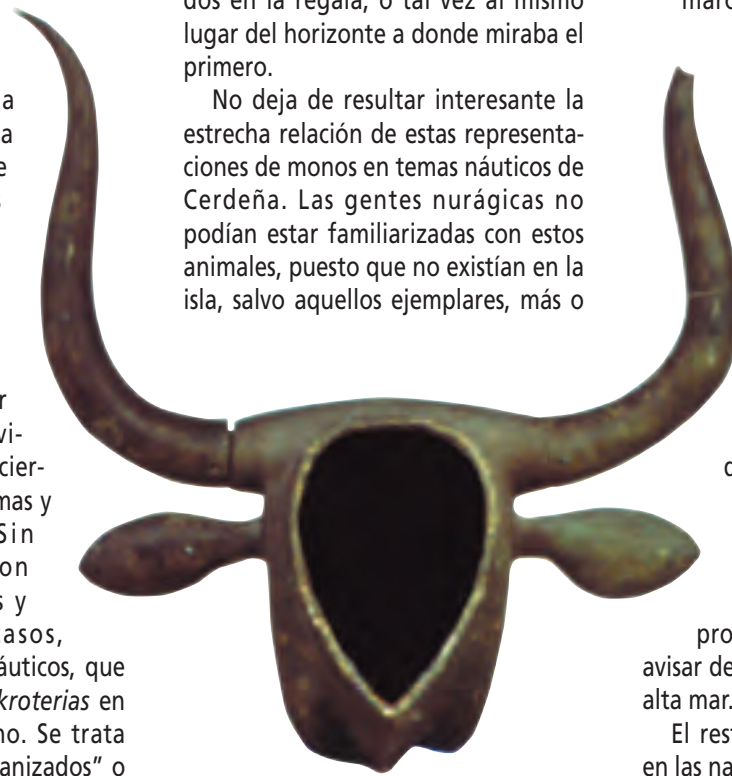 a
a
e
r
vi-
cier-
mas y
Sin
on
s y
casos,
áuticos, que
kroterias en
no. Se trata
anizados” o
dos en la regala, o tal vez al mismo
lugar del horizonte a donde miraba el
primero.
No deja de resultar interesante la
estrecha relación de estas representa-
ciones de monos en temas náuticos de
Cerdeña. Las gentes nurágicas no
podían estar familiarizadas con estos
animales, puesto que no existían en la
isla, salvo aquellos ejemplares, más o
marc
pro
avisar de
alta mar.
El rest
en las na